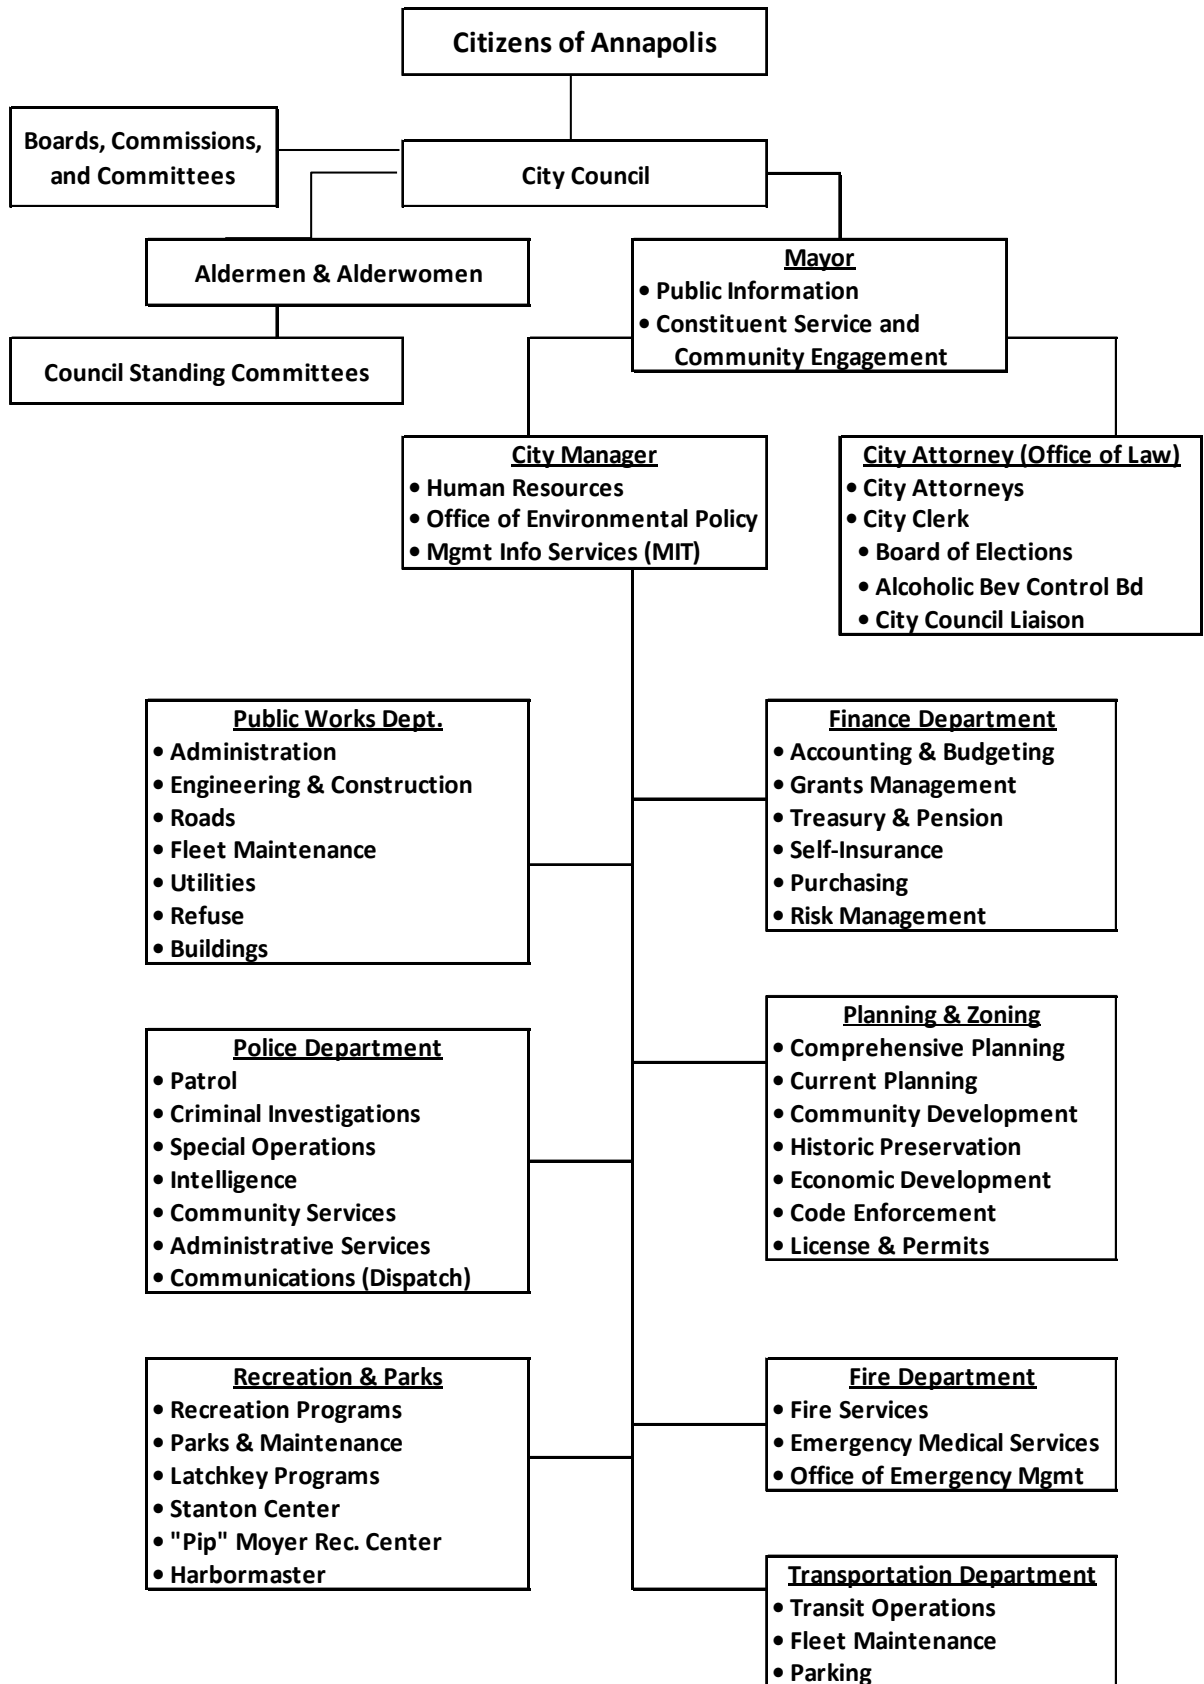 Citizens of Annapolis
Boards, Commissions,
and Committees
City Council
Aldermen & Alderwomen
Mayor
• Public Information
• Constituent Service and
Community Engagement
Council Standing Committees
City Manager
• Human Resources
• Office of Environmental Policy
• Mgmt Info Services (MIT)
City Attorney (Office of Law)
• City Attorneys
• City Clerk
• Board of Elections
• Alcoholic Bev Control Bd
• City Council Liaison
Public Works Dept.
• Administration
• Engineering & Construction
• Roads
• Fleet Maintenance
• Utilities
• Refuse
• Buildings
Finance Department
• Accounting & Budgeting
• Grants Management
• Treasury & Pension
• Self-Insurance
• Purchasing
• Risk Management
Police Department
• Patrol
• Criminal Investigations
• Special Operations
• Intelligence
• Community Services
• Administrative Services
• Communications (Dispatch)
Planning & Zoning
• Comprehensive Planning
• Current Planning
• Community Development
• Historic Preservation
• Economic Development
• Code Enforcement
• License & Permits
Recreation & Parks
• Recreation Programs
• Parks & Maintenance
• Latchkey Programs
• Stanton Center
• "Pip" Moyer Rec. Center
• Harbormaster
Fire Department
• Fire Services
• Emergency Medical Services
• Office of Emergency Mgmt
Transportation Department
• Transit Operations
• Fleet Maintenance
• Parking